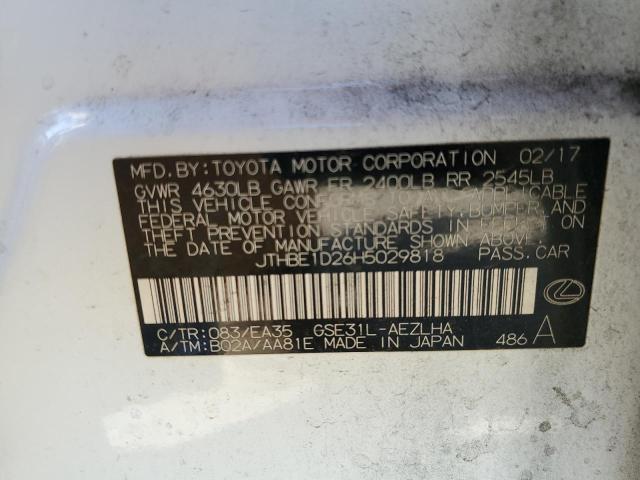 MFD.BY:TOYOTA MOTOR CORPORATION 02/17
GVWR 4630LB GAWR FR 2400LB RR 2545LB
THIS VEHICLE CONFORMS TO ALL APPLICABLE
FEDERAL MOTOR VEHICLE SAFETY, BUMPER, AND
THEFT PREVENTION STANDARDS IN EFFECT ON
THE DATE OF MANUFACTURE SHOWN ABOVE.
JTHBE1D26H5029818 PASS.CAR
C/TR:083/EA35 GSE31L-AEZLHA
A/TM:B02A/AA81E MADE IN JAPAN 486 A